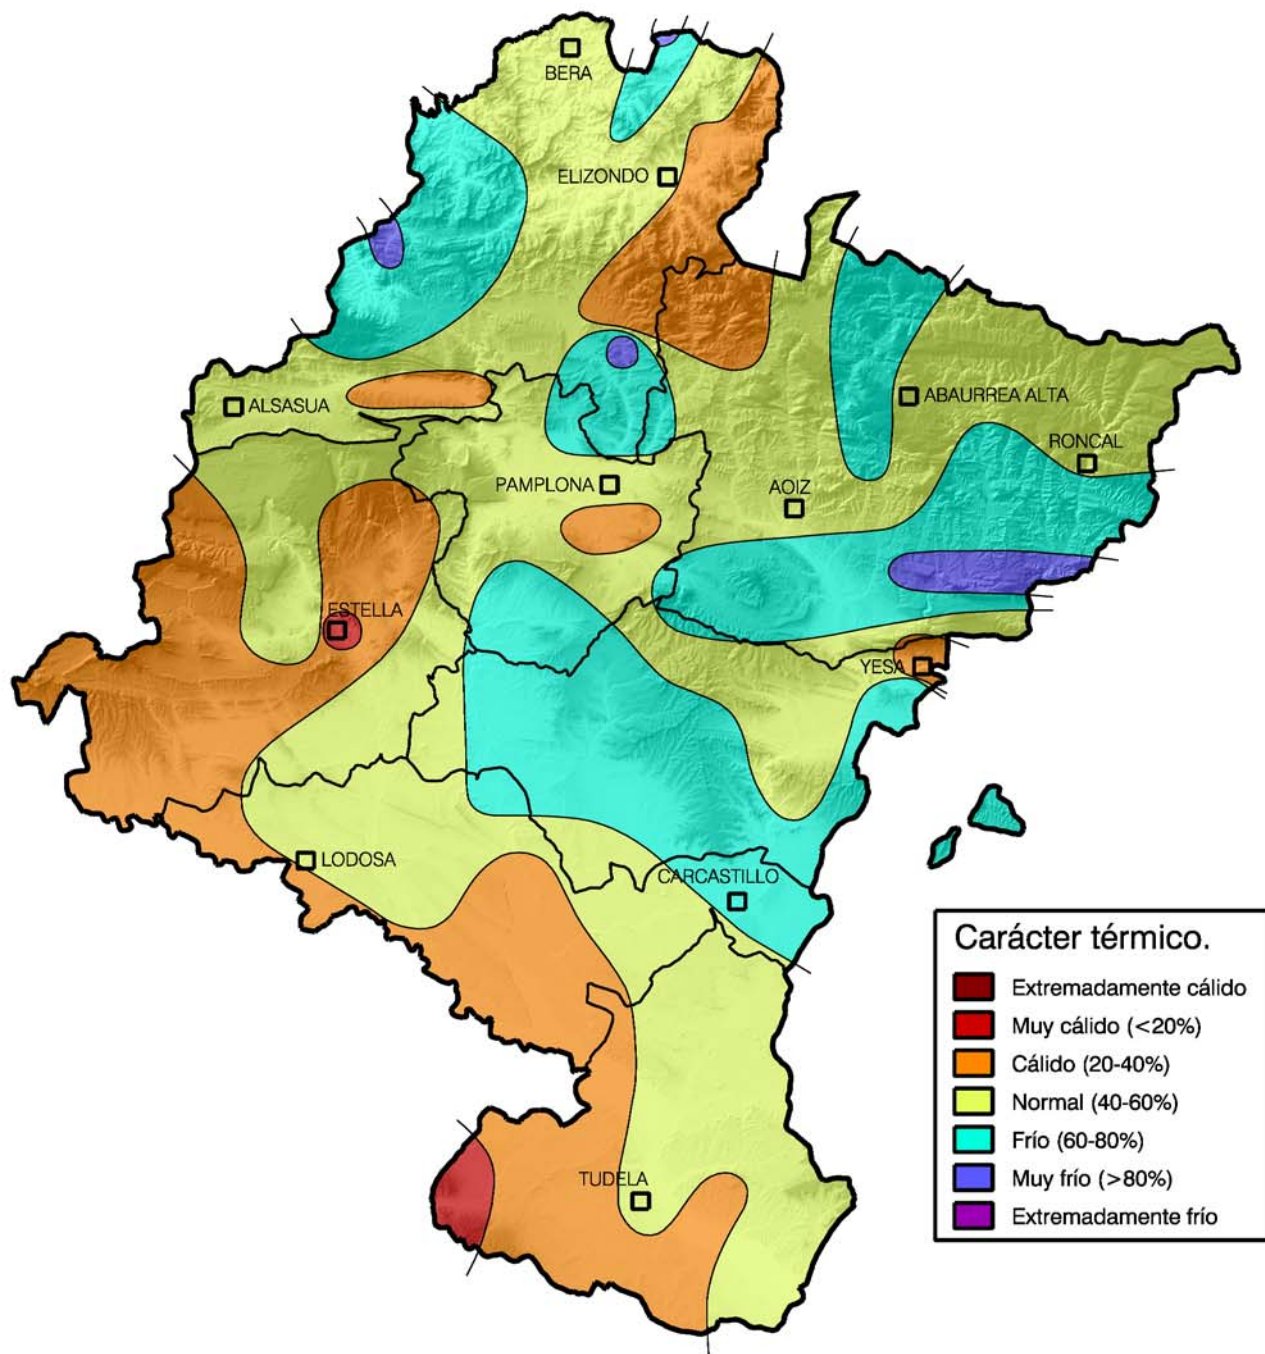 BERA
ELIZONDO
ALSASUA
ABAURREA ALTA
RONCAL
PAMPLONA
AOIZ
ESTELLA
YESA
LODOSA
CARCASTILLO
TUDELA
Carácter térmico.
Extremadamente cálido
Muy cálido (<20%)
Cálido (20-40%)
Normal (40-60%)
Frío (60-80%)
Muy frío (>80%)
Extremadamente frío